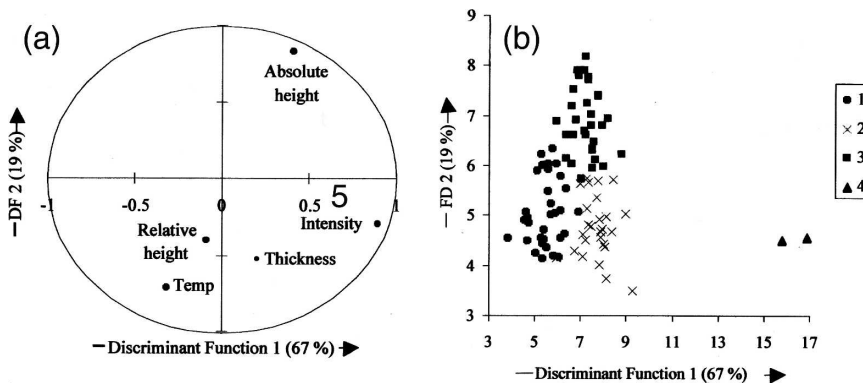 (a)
Absolute
height
-1
-0.5
0
0.5
1
5
Intensity
Relative
height
Thickness
Temp
DF 2 (19 %)
Discriminant Function 1 (67 %)
(b)
9
8
7
6
5
4
3
3 5 7 9 11 13 15 17
FD 2 (19 %)
Discriminant Function 1 (67 %)
1
2
3
4